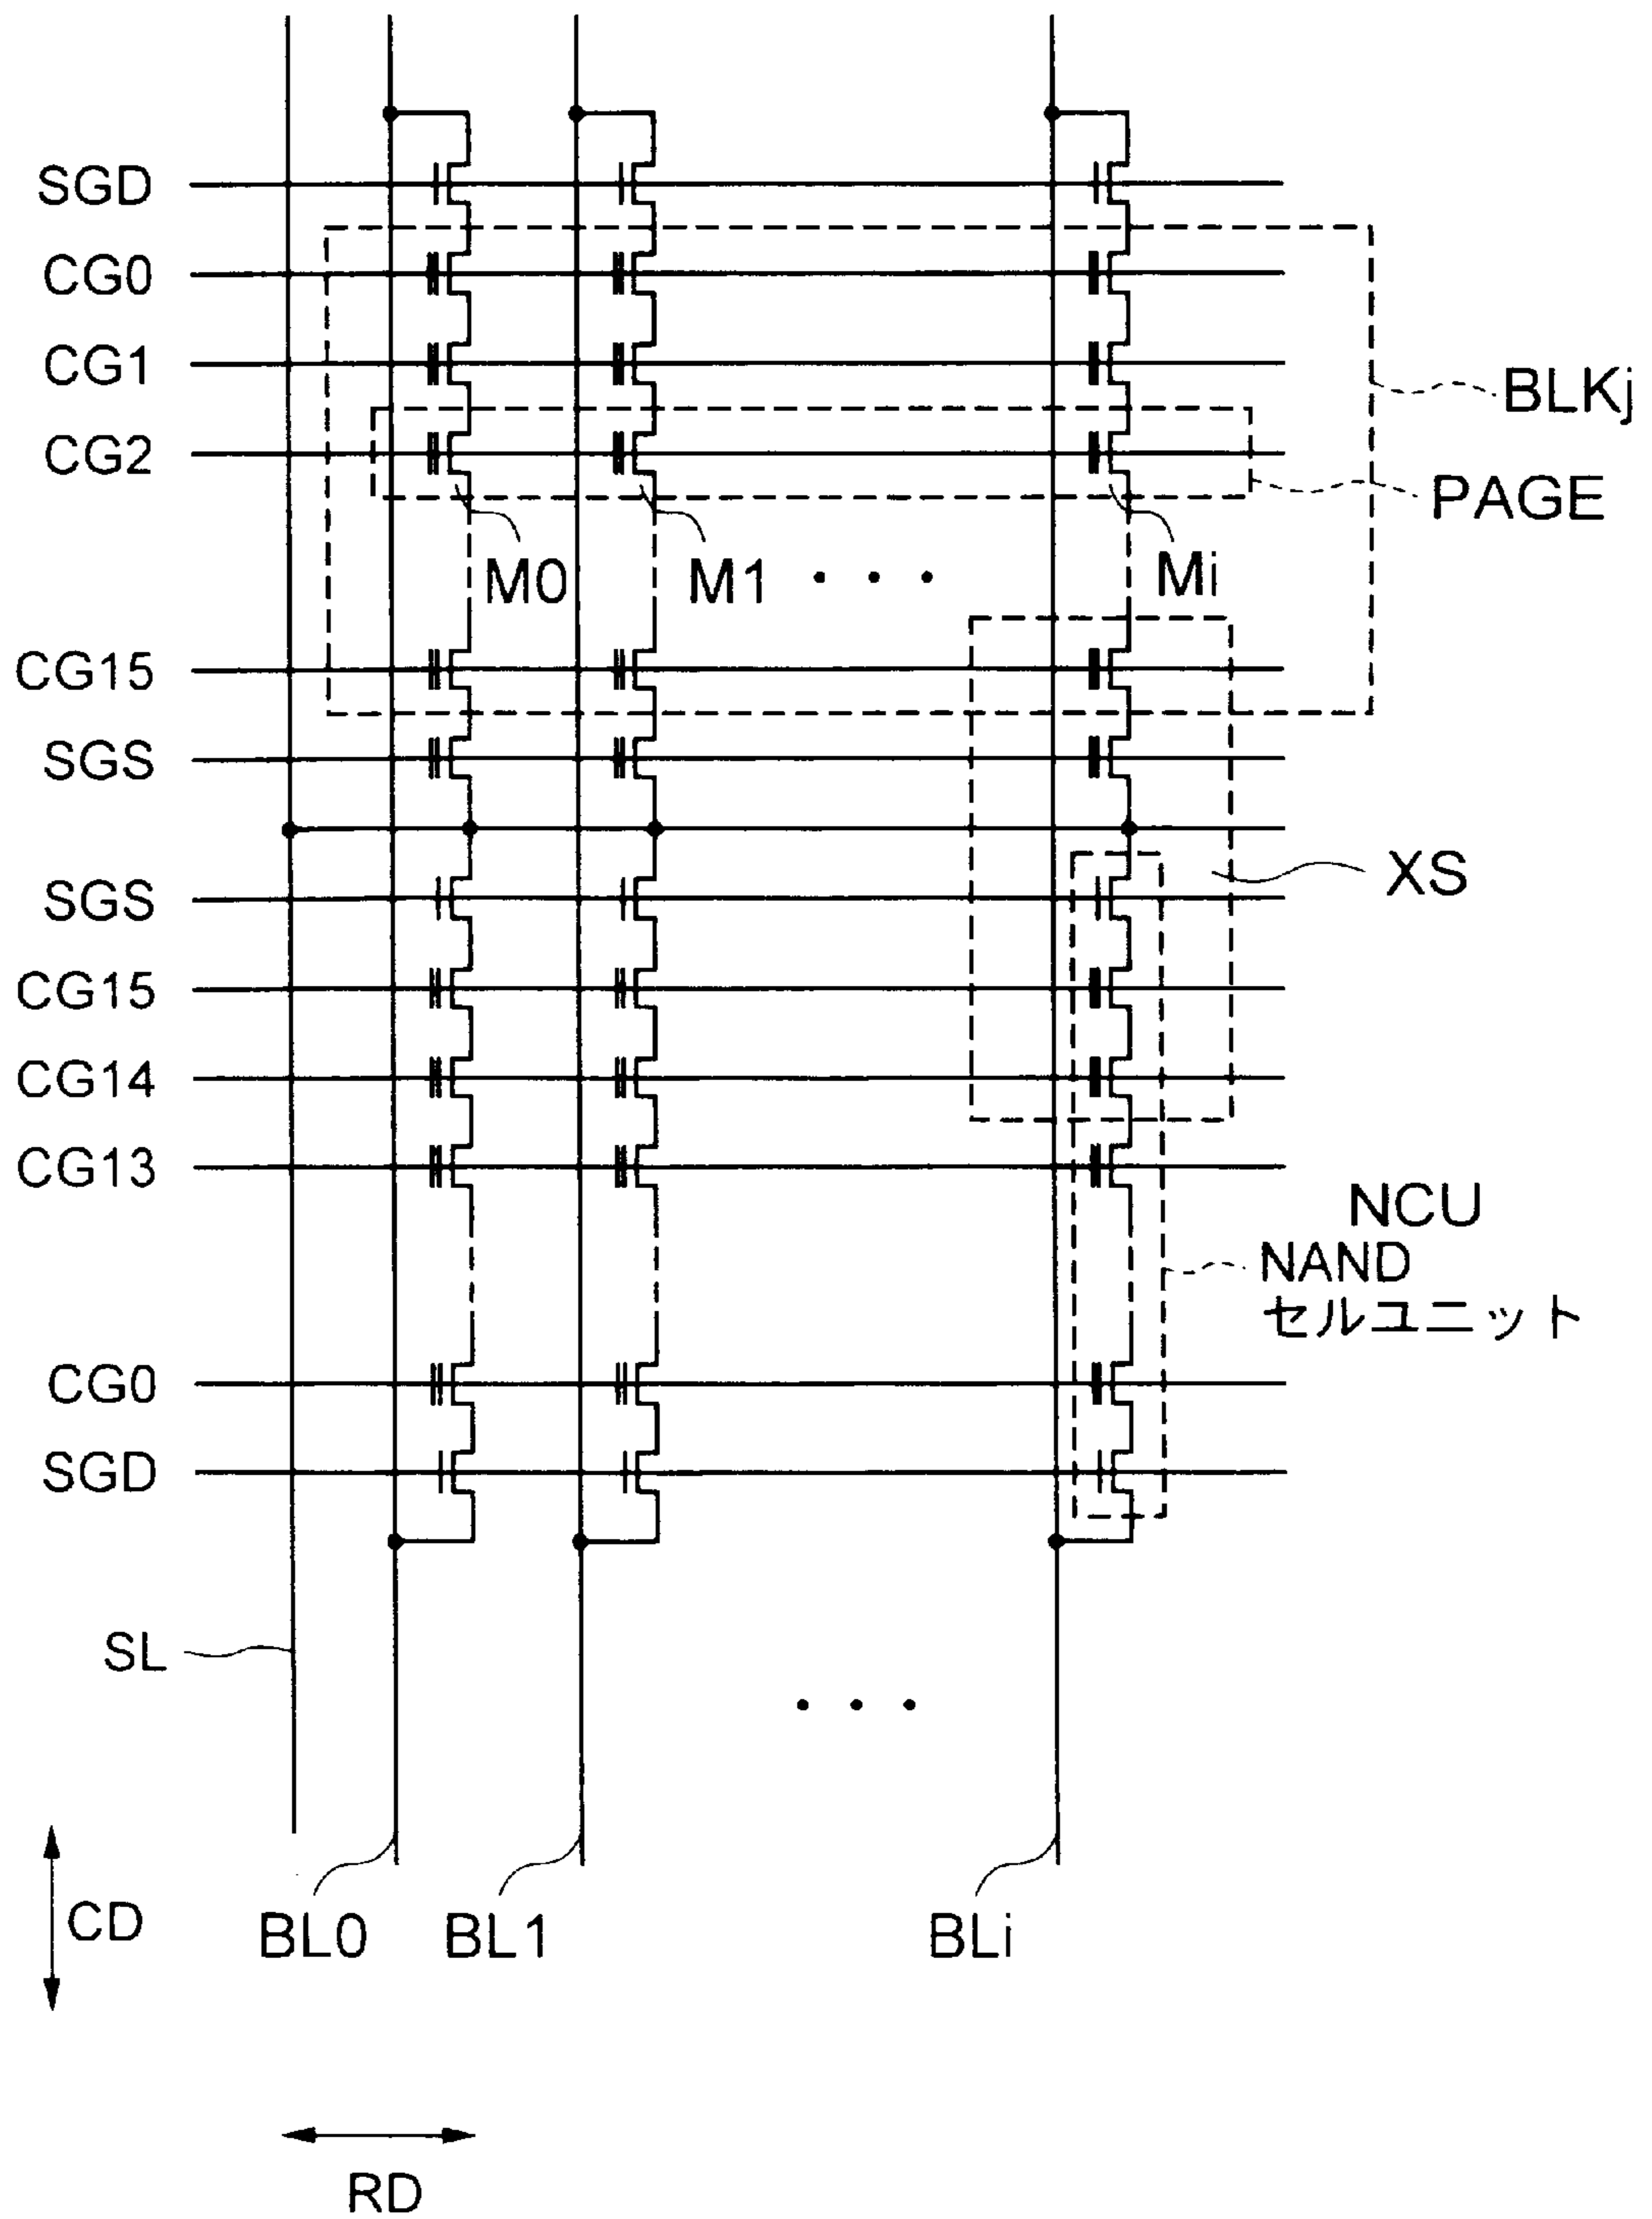 SGD
CG0
CG1
BLKj
CG2
PAGE
M0 M1 ・・・ Mi
CG15
SGS
XS
SGS
CG15
CG14
CG13
NCU
NAND
セルユニット
CG0
SGD
SL
・・・
CD
BL0 BL1 BLi
RD